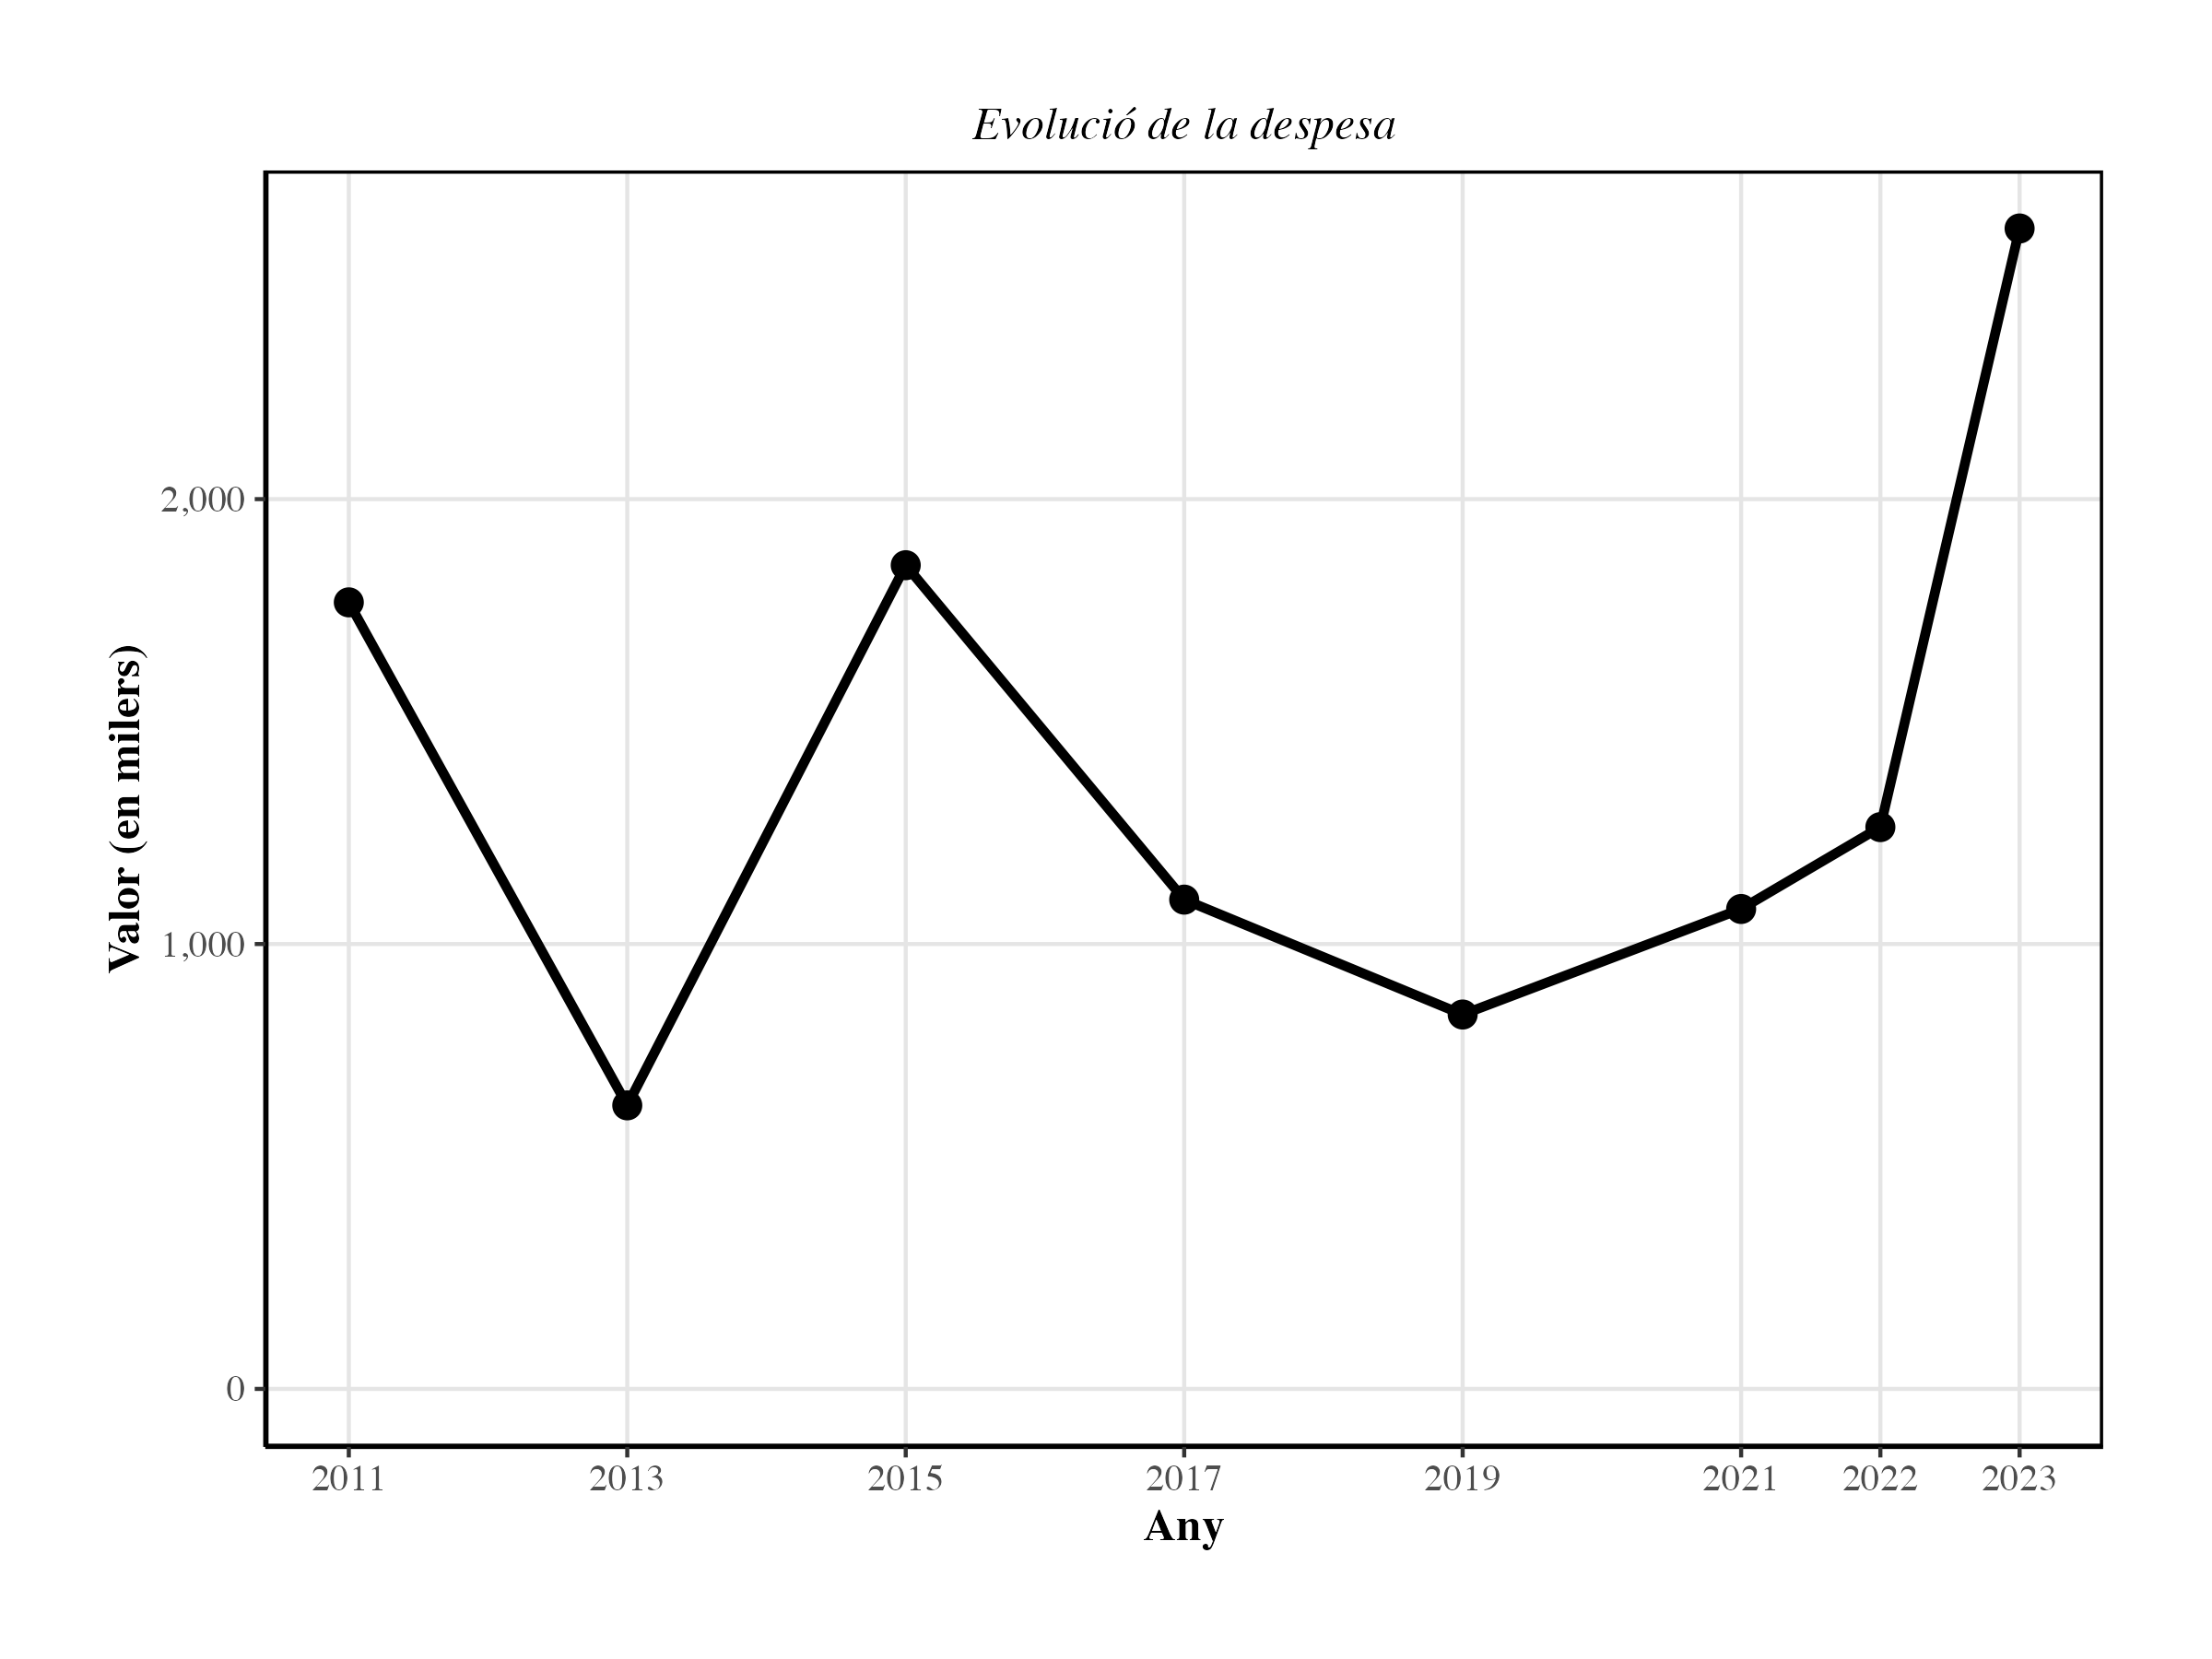 Evolució de la despesa
Valor (en milers)
2,000
1,000
0
2011 2013 2015 2017 2019 2021 2022 2023
Any